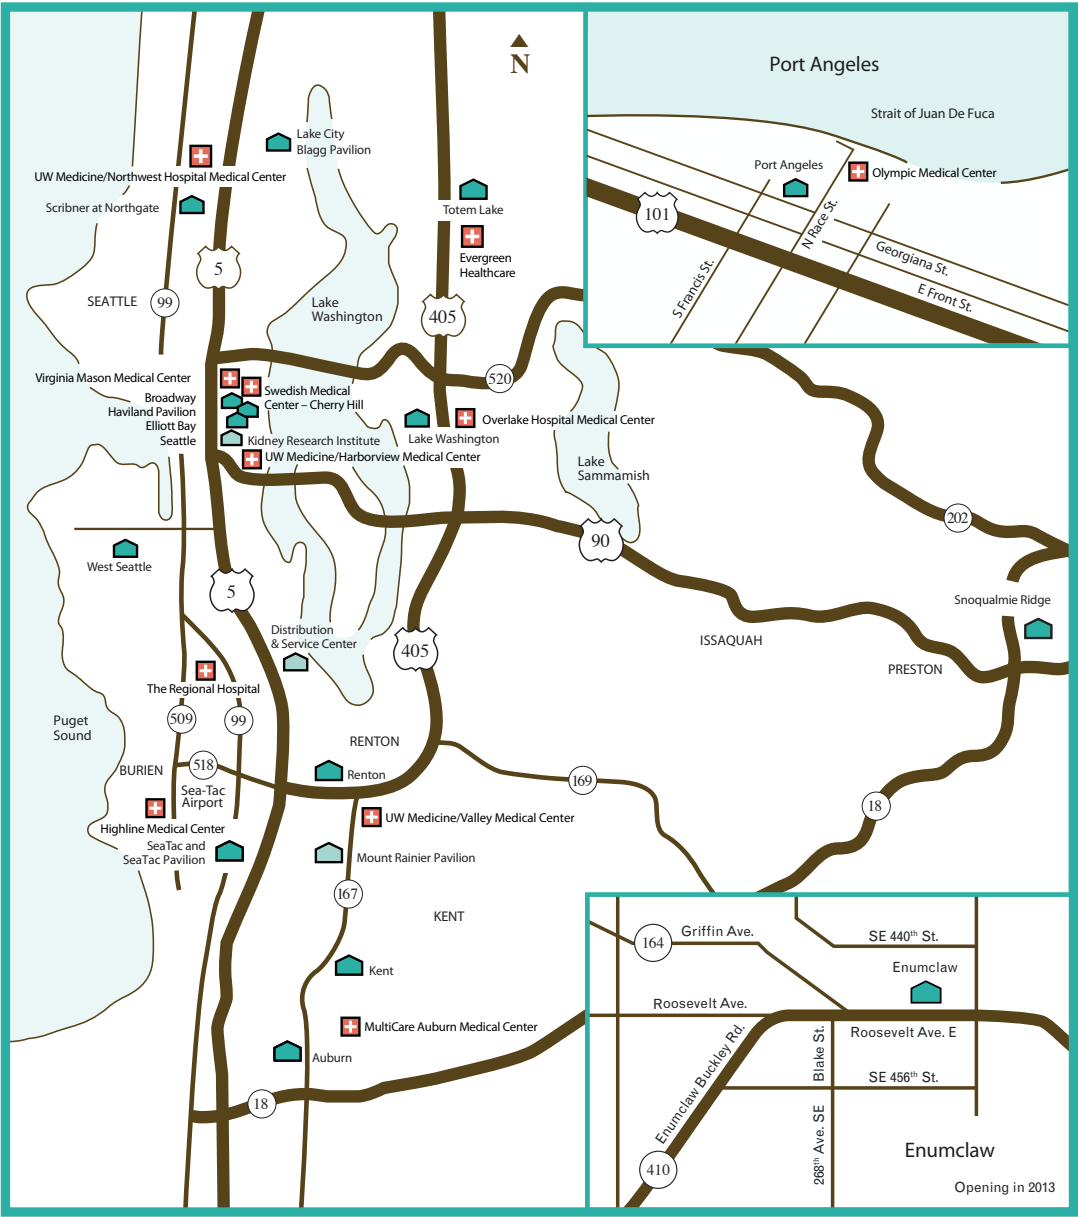 N
Lake City
Blagg Pavilion
UW Medicine/Northwest Hospital Medical Center
Scribner at Northgate
Totem Lake
Evergreen
Healthcare
5
SEATTLE
99
Lake
Washington
405
520
Virginia Mason Medical Center
Swedish Medical
Center – Cherry Hill
Broadway
Haviland Pavilion
Elliott Bay
Seattle
Kidney Research Institute
UW Medicine/Harborview Medical Center
Overlake Hospital Medical Center
Lake Washington
Lake
Sammamish
202
90
West Seattle
5
Snoqualmie Ridge
Distribution
& Service Center
405
ISSAQUAH
PRESTON
The Regional Hospital
509
99
Puget
Sound
RENTON
BURIEN
518
Renton
169
Sea-Tac
Airport
18
Highline Medical Center
UW Medicine/Valley Medical Center
SeaTac and
SeaTac Pavilion
Mount Rainier Pavilion
167
KENT
Kent
MultiCare Auburn Medical Center
Auburn
18
Port Angeles
Strait of Juan De Fuca
Port Angeles
Olympic Medical Center
101
N Race St.
Georgiana St.
S Francis St.
E Front St.
164
Griffin Ave.
SE 440th St.
Enumclaw
Roosevelt Ave.
Roosevelt Ave. E
Enumclaw Buckley Rd.
Blake St.
SE 456th St.
268th Ave. SE
410
Enumclaw
Opening in 2013